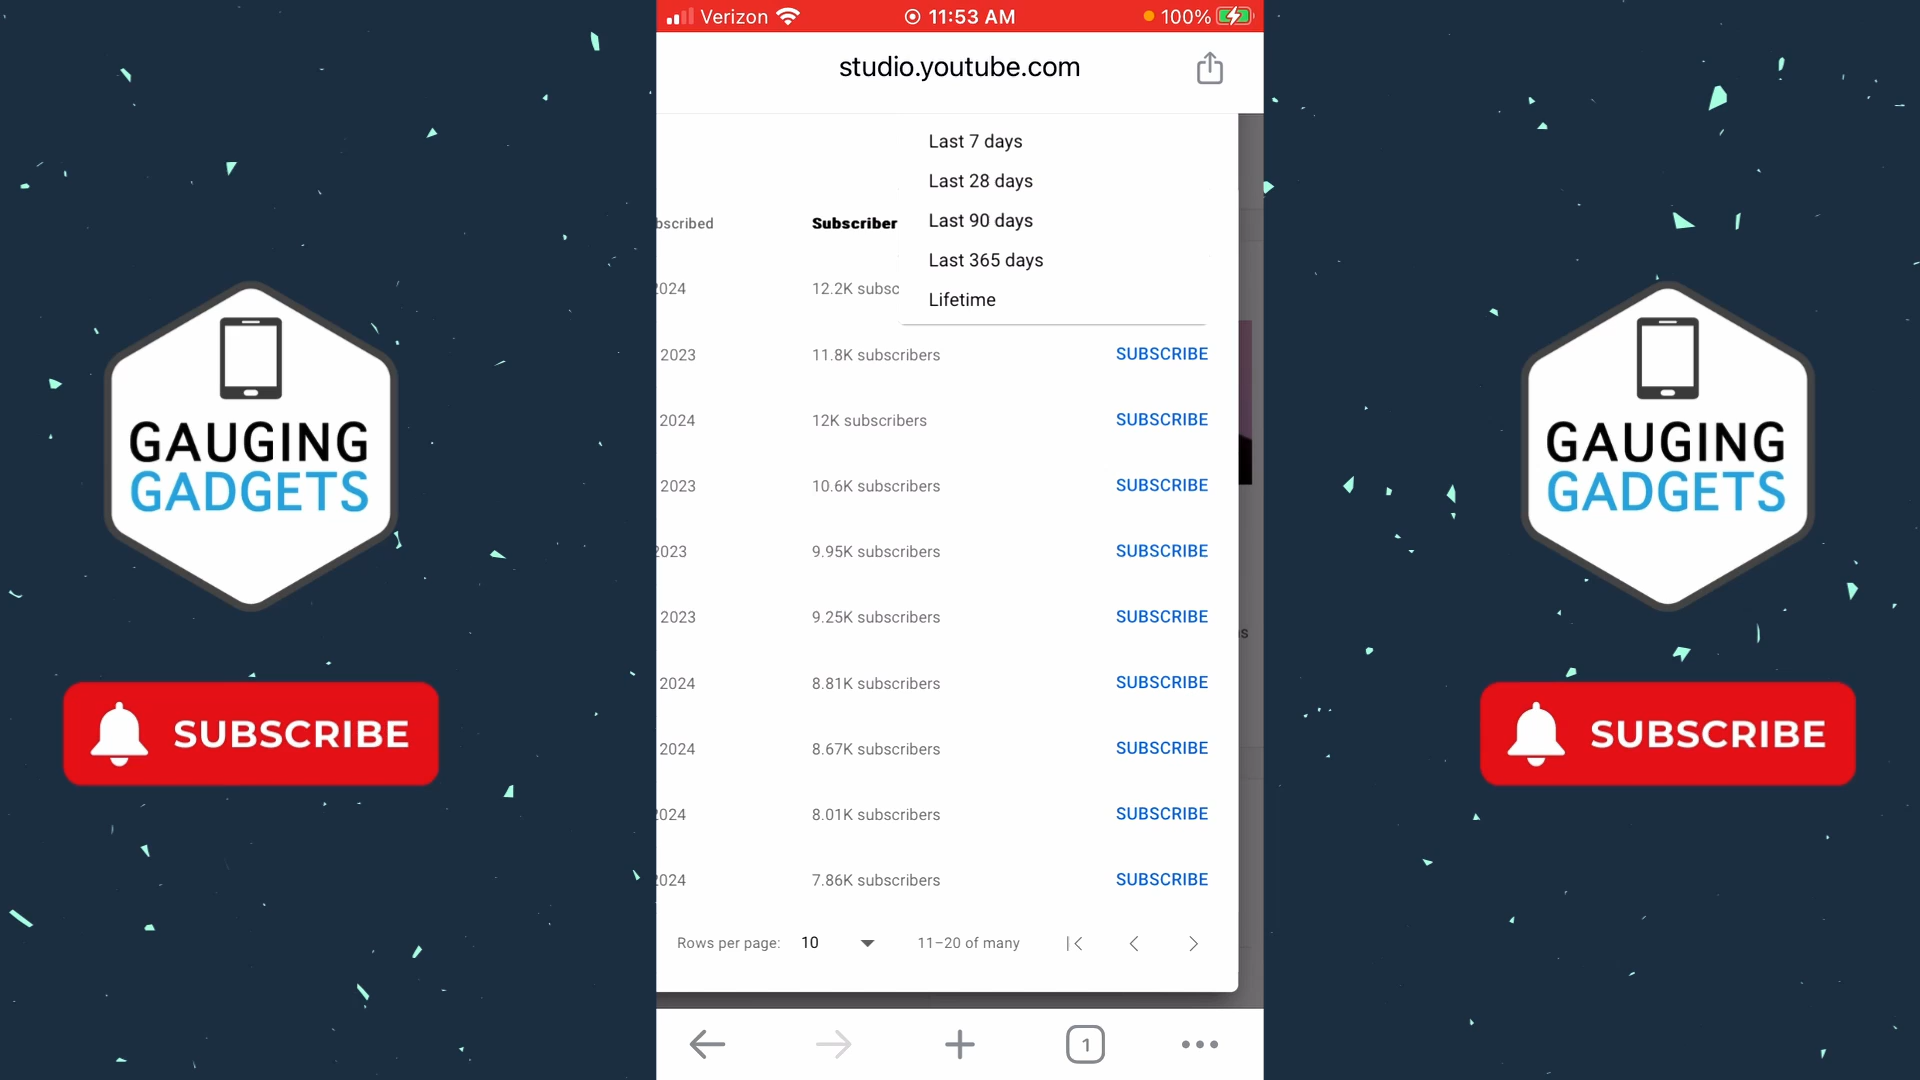 Verizon 11:53 AM 100%
studio.youtube.com
Last 7 days
Last 28 days
Last 90 days
Last 365 days
Lifetime
bscribed Subscriber
024 12.2K subsc
2023 11.8K subscribers SUBSCRIBE
2024 12K subscribers SUBSCRIBE
2023 10.6K subscribers SUBSCRIBE
2023 9.95K subscribers SUBSCRIBE
2023 9.25K subscribers SUBSCRIBE
2024 8.81K subscribers SUBSCRIBE
2024 8.67K subscribers SUBSCRIBE
024 8.01K subscribers SUBSCRIBE
024 7.86K subscribers SUBSCRIBE
Rows per page: 10 11–20 of many
1
GAUGING
GADGETS
SUBSCRIBE
GAUGING
GADGETS
SUBSCRIBE